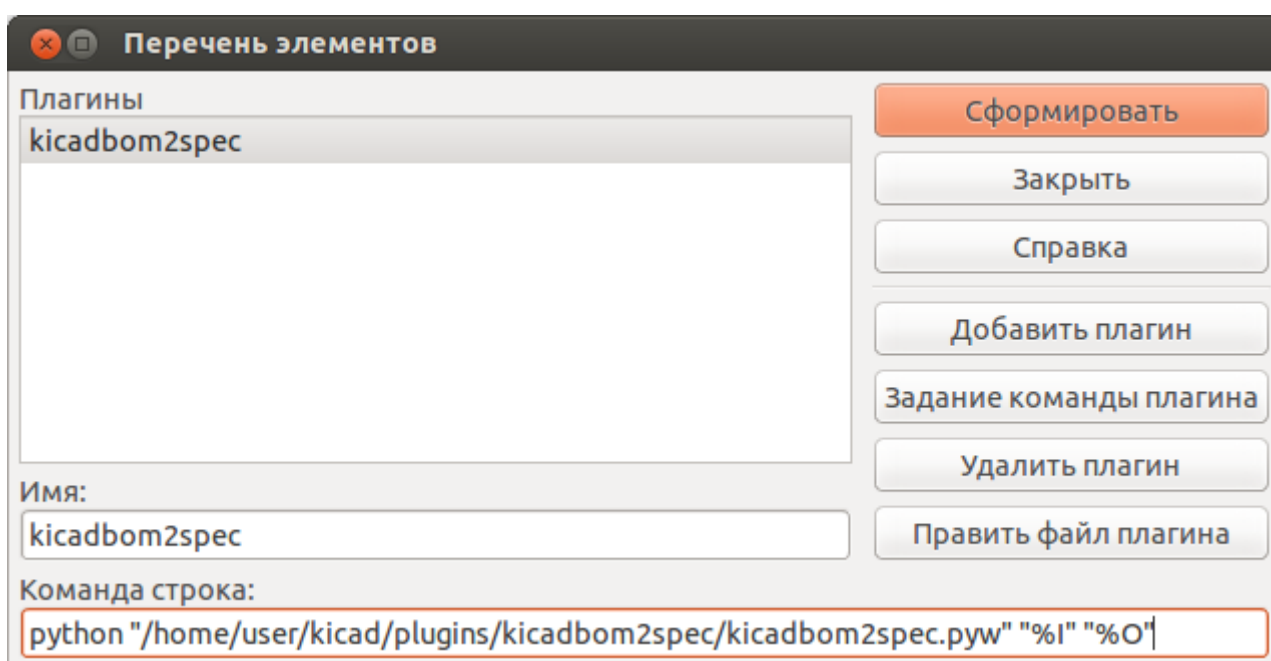 Перечень элементов
Плагины
kicadbom2spec
Сформировать
Закрыть
Справка
Добавить плагин
Задание команды плагина
Удалить плагин
Править файл плагина
Имя:
kicadbom2spec
Команда строка:
python "/home/user/kicad/plugins/kicadbom2spec/kicadbom2spec.pyw" "%I" "%O"